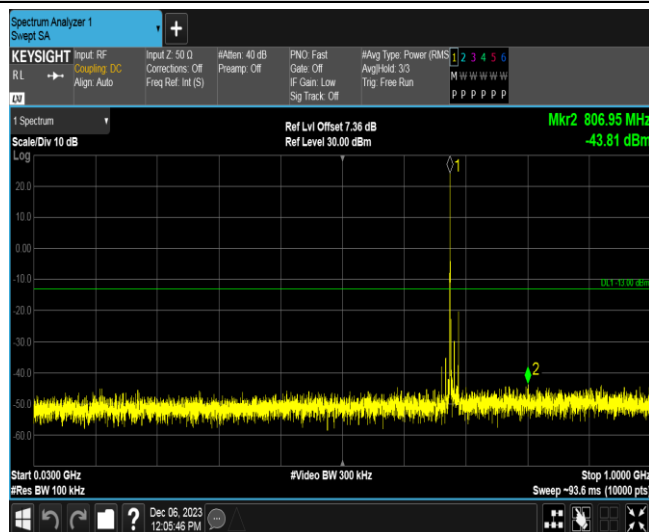 Spectrum Analyzer 1
Swept SA
+
KEYSIGHT Input: RF Input Z: 50 Ω #Atten: 40 dB PNO: Fast #Avg Type: Power (RMS 1 2 3 4 5 6
RL Coupling: DC Corrections: Off Preamp: Off Gate: Off Avg|Hold: 3/3 M W W W W W
Align: Auto Freq Ref: Int (S) IF Gain: Low Trig: Free Run
LXI Sig Track: Off P P P P P P
1 Spectrum Ref Lvl Offset 7.36 dB Mkr2 806.95 MHz
Scale/Div 10 dB Ref Level 30.00 dBm -43.81 dBm
Log
1
20.0
10.0
0.00
-10.0
DL1 -13.00 dBm
-20.0
-30.0
-40.0
2
-50.0
-60.0
Start 0.0300 GHz #Video BW 300 kHz Stop 1.0000 GHz
#Res BW 100 kHz Sweep ~93.6 ms (10000 pts)
? Dec 06, 2023
12:05:46 PM